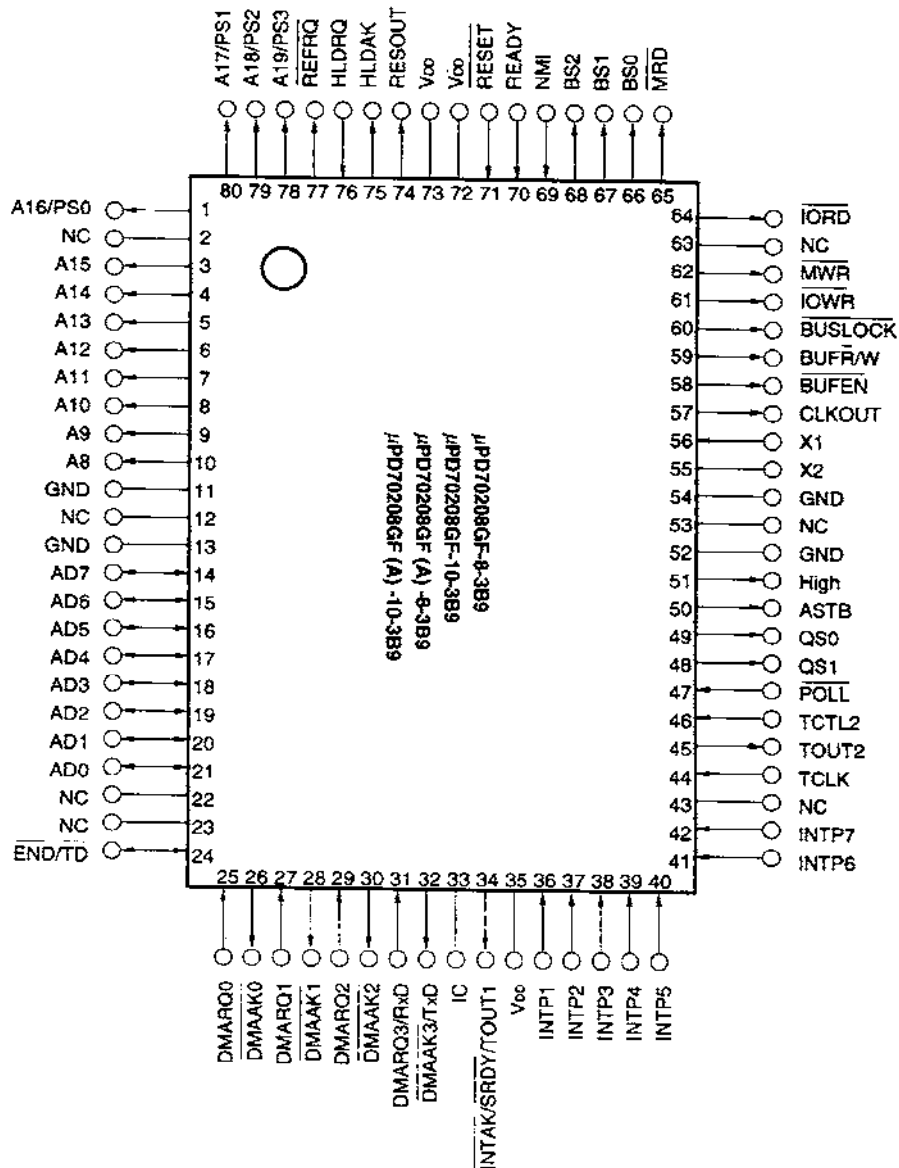 A17/PS1
A18/PS2
A19/PS3
REFRQ
HLDRQ
HLDAK
RESOUT
VDD
VDD
RESET
READY
NMI
BS2
BS1
BS0
MRD
80 79 78 77 76 75 74 73 72 71 70 69 68 67 66 65
A16/PS0 1
NC 2
A15 3
A14 4
A13 5
A12 6
A11 7
A10 8
A9 9
A8 10
GND 11
NC 12
GND 13
AD7 14
AD6 15
AD5 16
AD4 17
AD3 18
AD2 19
AD1 20
AD0 21
NC 22
NC 23
END/TD 24
μPD70208GF-8-3B9
μPD70208GF-10-3B9
μPD70208GF (A) -8-3B9
μPD70208GF (A) -10-3B9
64 IORD
63 NC
62 MWR
61 IOWR
60 BUSLOCK
59 BUFR/W
58 BUFEN
57 CLKOUT
56 X1
55 X2
54 GND
53 NC
52 GND
51 High
50 ASTB
49 QS0
48 QS1
47 POLL
46 TCTL2
45 TOUT2
44 TCLK
43 NC
42 INTP7
41 INTP6
25 26 27 28 29 30 31 32 33 34 35 36 37 38 39 40
DMARQ0
DMAAK0
DMARQ1
DMAAK1
DMARQ2
DMAAK2
DMARQ3/RxD
DMAAK3/TxD
IC
INTAK/SRDY/TOUT1
VDD
INTP1
INTP2
INTP3
INTP4
INTP5